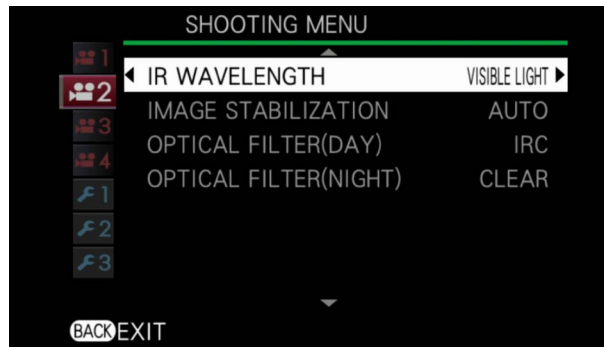 SHOOTING MENU
1
2
3
4
1
2
3
IR WAVELENGTH VISIBLE LIGHT
IMAGE STABILIZATION AUTO
OPTICAL FILTER(DAY) IRC
OPTICAL FILTER(NIGHT) CLEAR
BACK EXIT